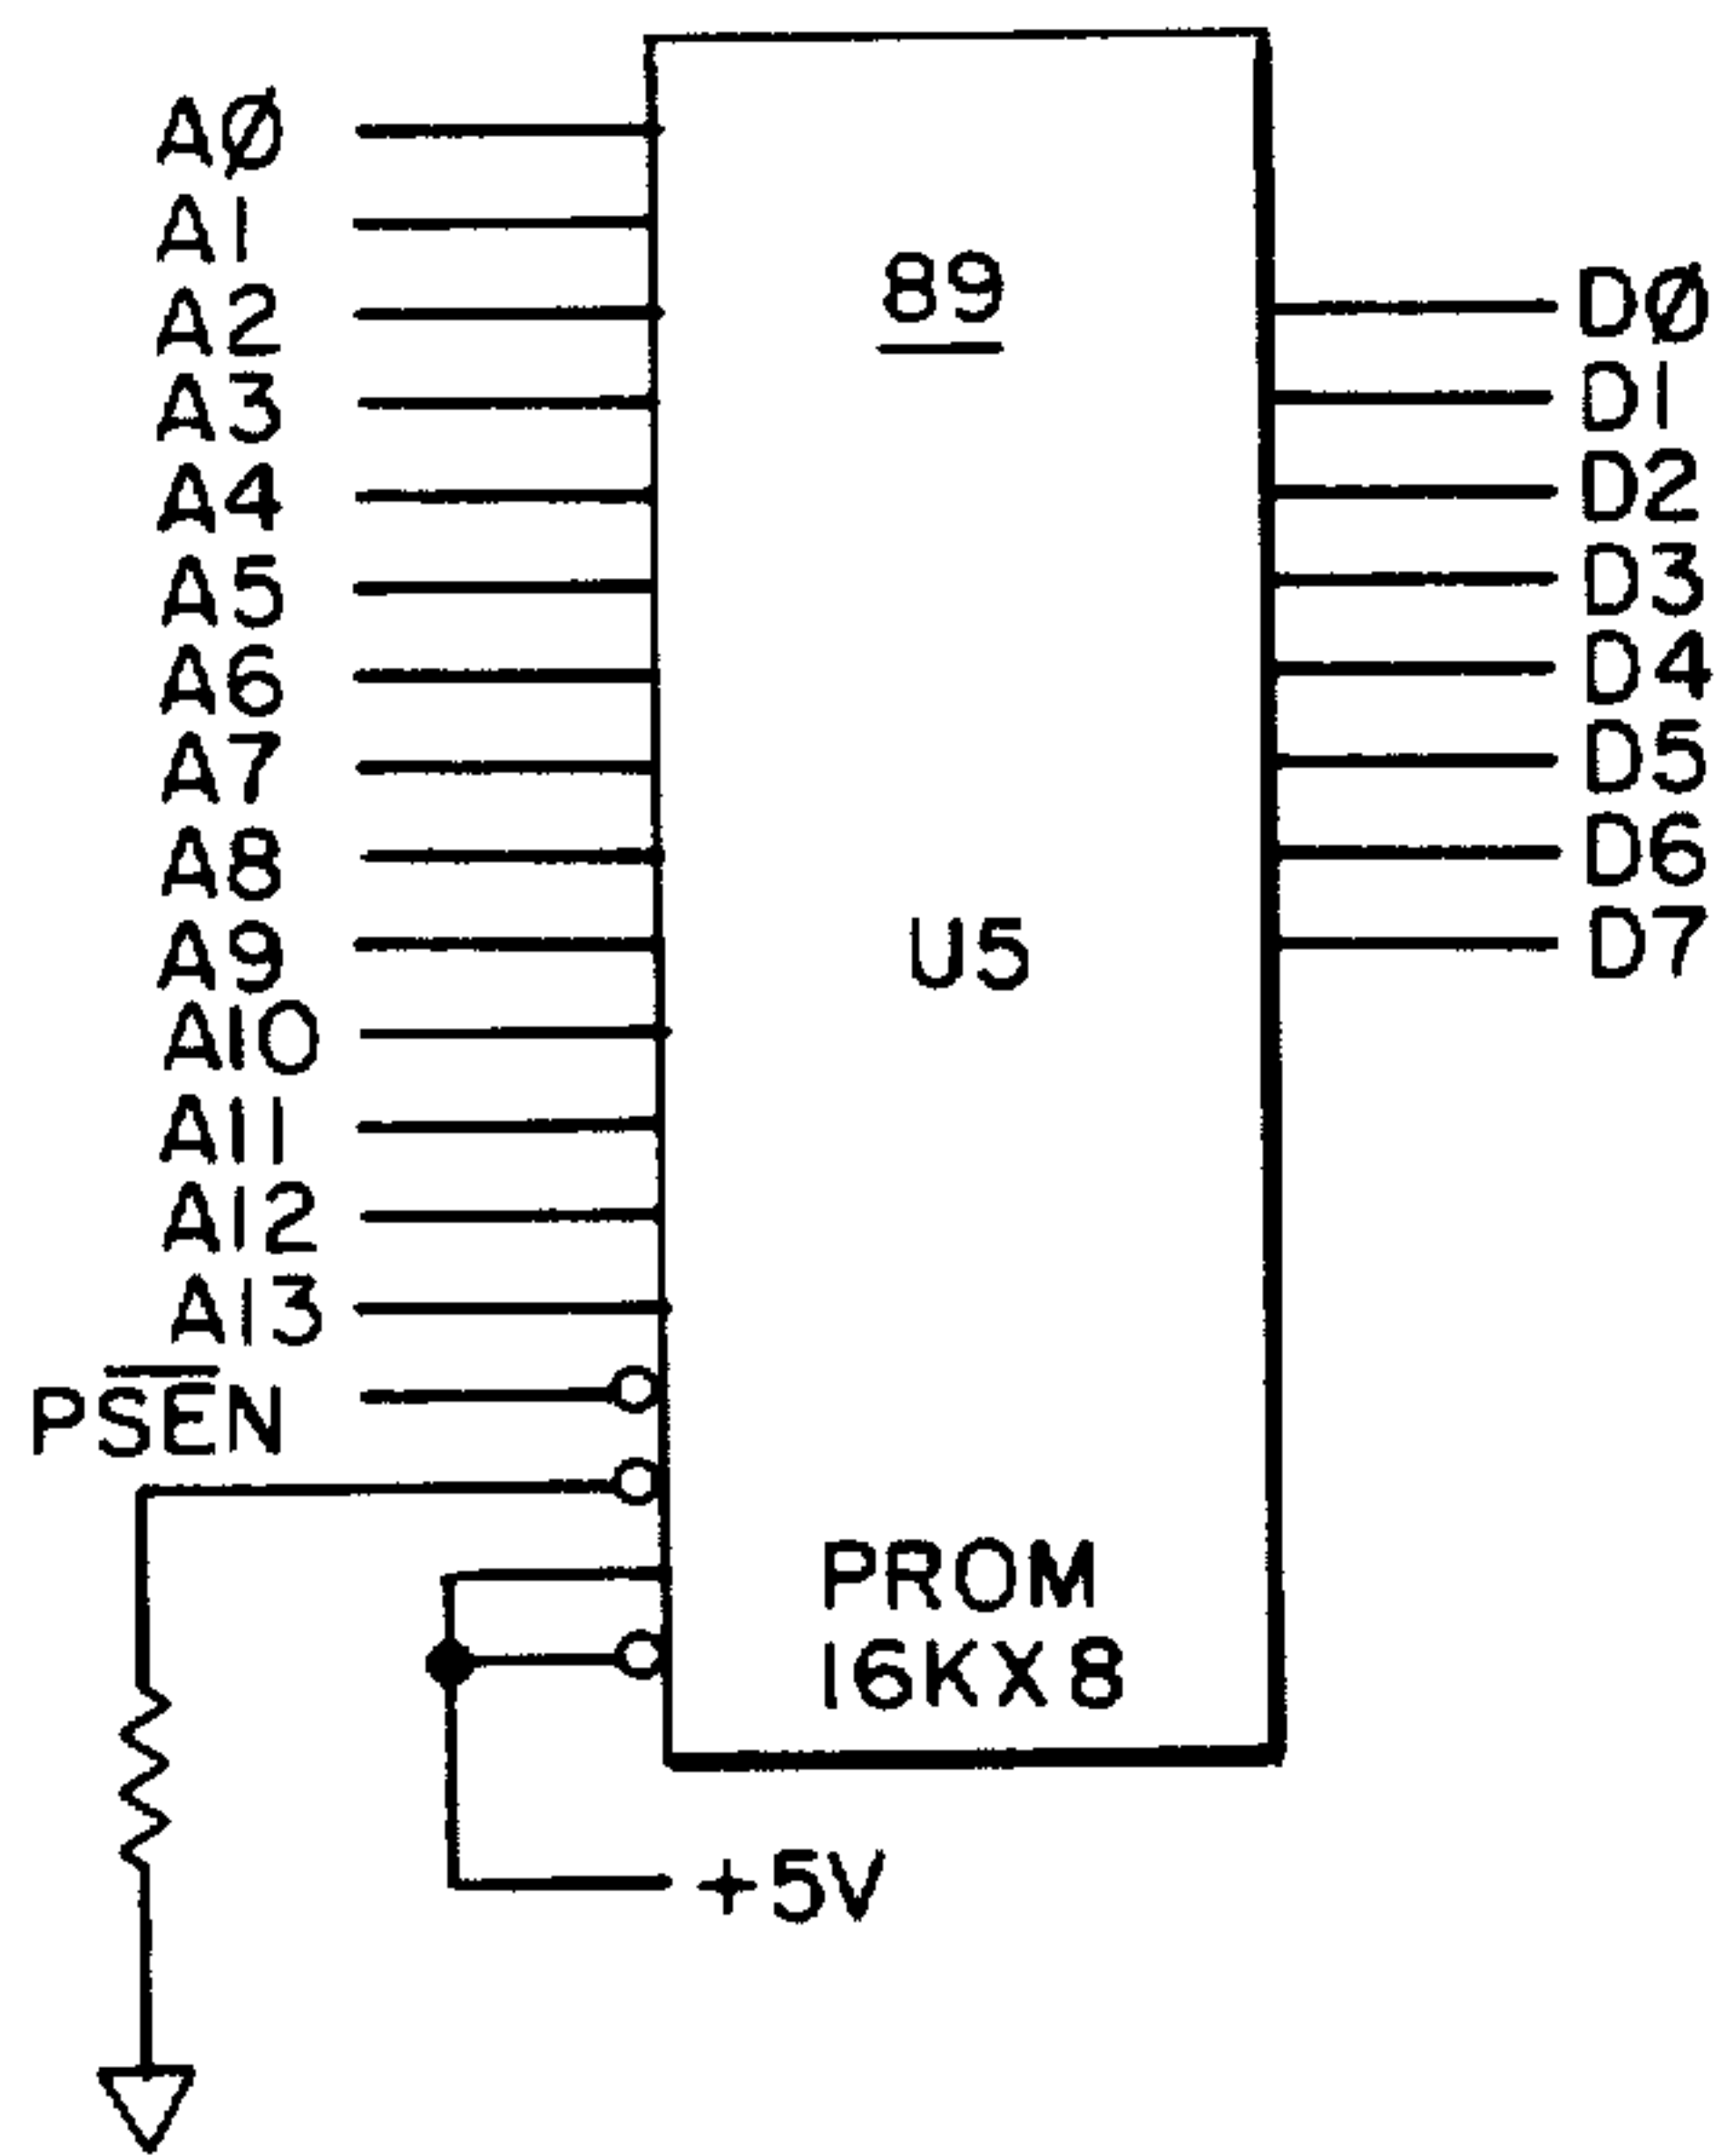 AØ
A1
A2
A3
A4
A5
A6
A7
A8
A9
A10
A11
A12
A13
PSEN
89
U5
PROM
16KX8
+5V
DØ
D1
D2
D3
D4
D5
D6
D7